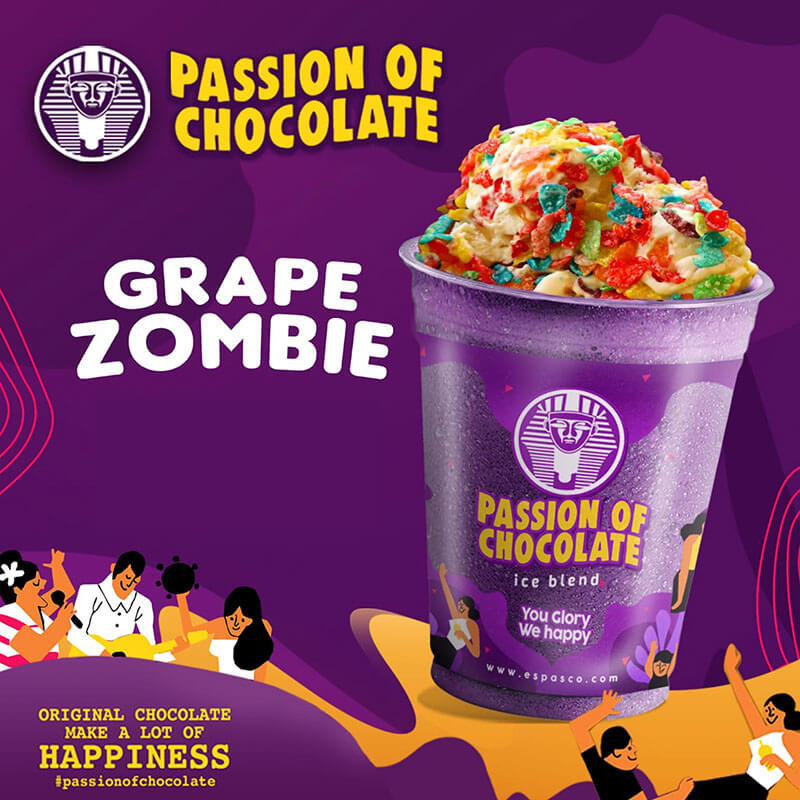 PASSION OF
CHOCOLATE
GRAPE
ZOMBIE
PASSION OF
CHOCOLATE
ice blend
You Glory
We happy
www.espasco.com
ORIGINAL CHOCOLATE
MAKE A LOT OF
HAPPINESS
#passionofchocolate